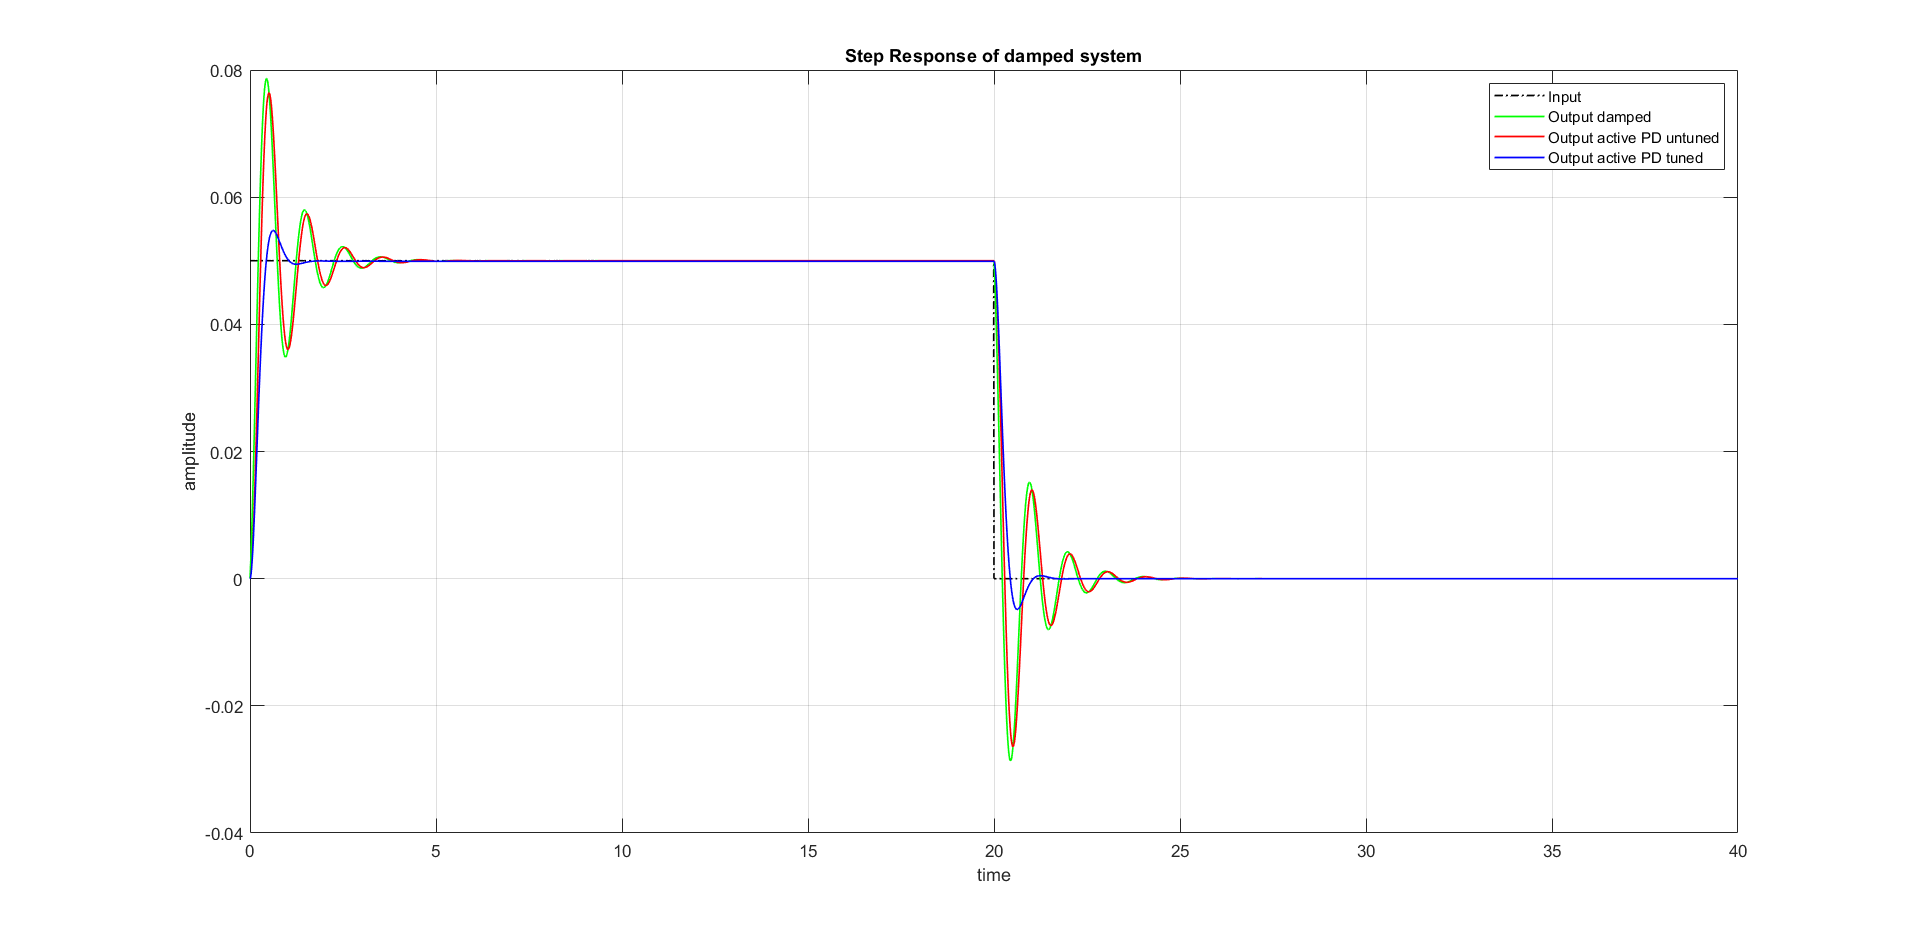 Step Response of damped system
0.08
0.06
0.04
0.02
0
-0.02
-0.04
amplitude
Input
Output damped
Output active PD untuned
Output active PD tuned
0 5 10 15 20 25 30 35 40
time